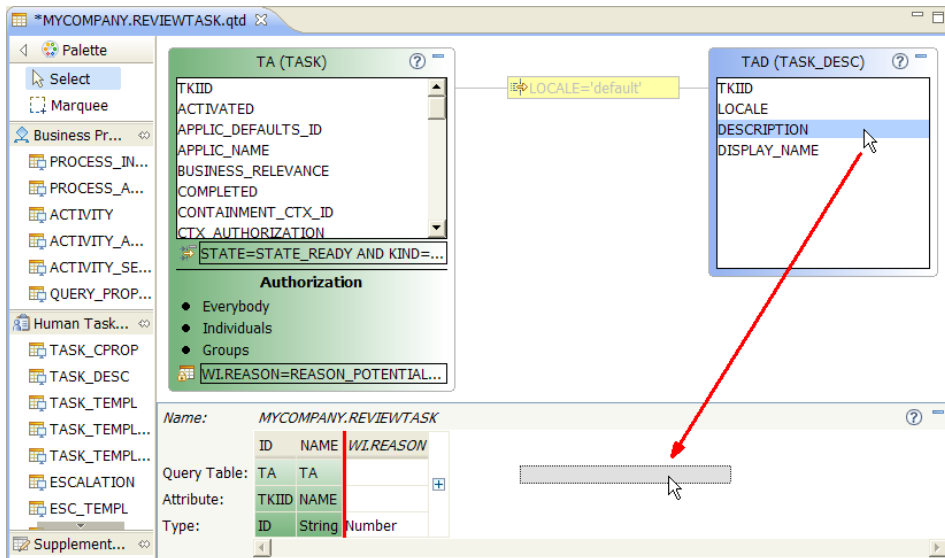 *MYCOMPANY.REVIEWTASK.qtd
Palette
Select
Marquee
Business Pr...
PROCESS_IN...
PROCESS_A...
ACTIVITY
ACTIVITY_A...
ACTIVITY_SE...
QUERY_PROP...
Human Task...
TASK_CPROP
TASK_DESC
TASK_TEMPL
TASK_TEMPL...
TASK_TEMPL...
ESCALATION
ESC_TEMPL
Supplement...
TA (TASK)
TKIID
ACTIVATED
APPLIC_DEFAULTS_ID
APPLIC_NAME
BUSINESS_RELEVANCE
COMPLETED
CONTAINMENT_CTX_ID
CTX_AUTHORIZATION
STATE=STATE_READY AND KIND=...
Authorization
Everybody
Individuals
Groups
WI.REASON=REASON_POTENTIAL...
LOCALE='default'
TAD (TASK_DESC)
TKIID
LOCALE
DESCRIPTION
DISPLAY_NAME
Name: MYCOMPANY.REVIEWTASK
ID NAME WI.REASON
Query Table: TA TA
Attribute: TKIID NAME
Type: ID String Number